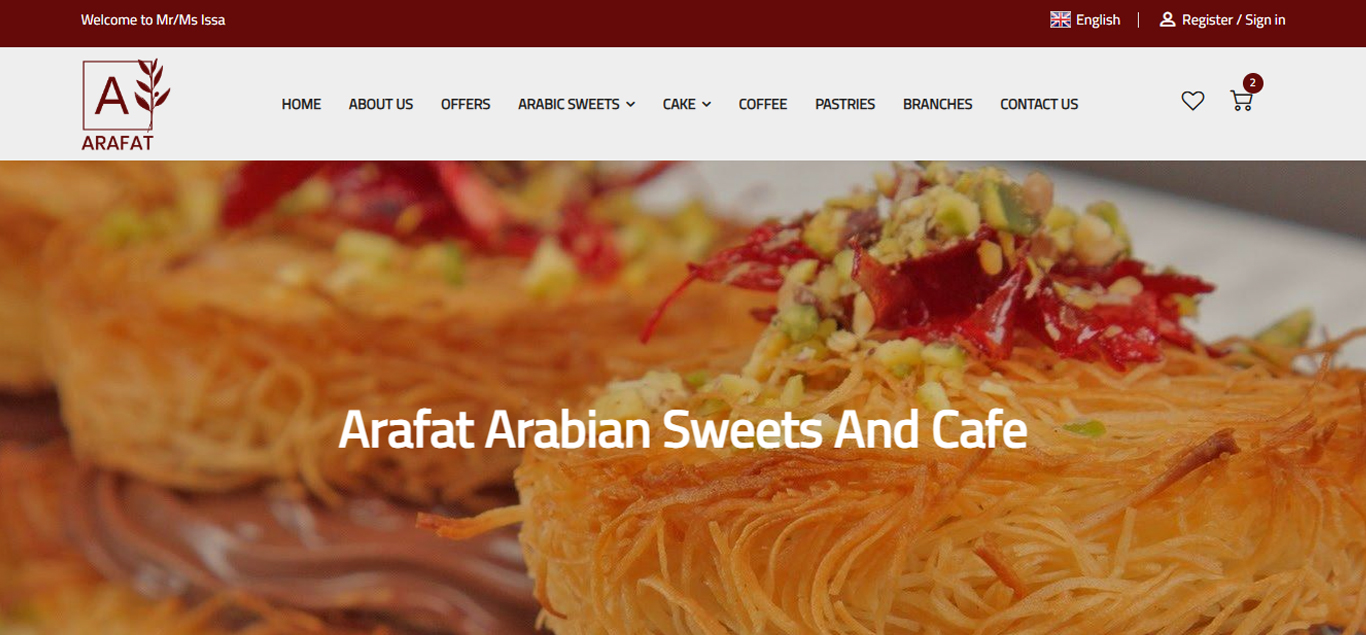 Welcome to Mr/Ms Issa
English
Register / Sign in
A
ARAFAT
HOME
ABOUT US
OFFERS
ARABIC SWEETS
CAKE
COFFEE
PASTRIES
BRANCHES
CONTACT US
2
Arafat Arabian Sweets And Cafe